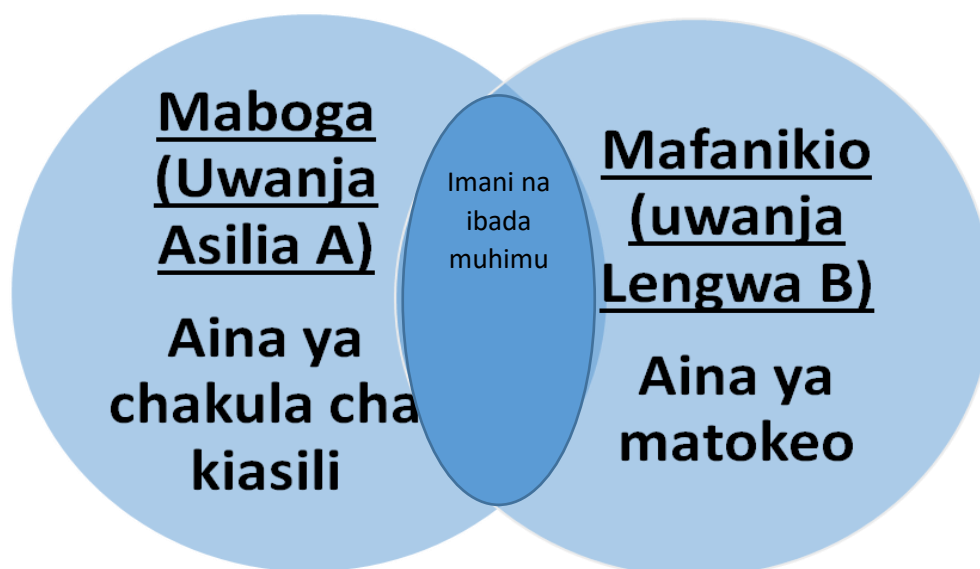 Maboga
(Uwanja
Asilia A)
Aina ya
chakula cha
kiasili
Imani na
ibada
muhimu
Mafanikio
(uwanja
Lengwa B)
Aina ya
matokeo